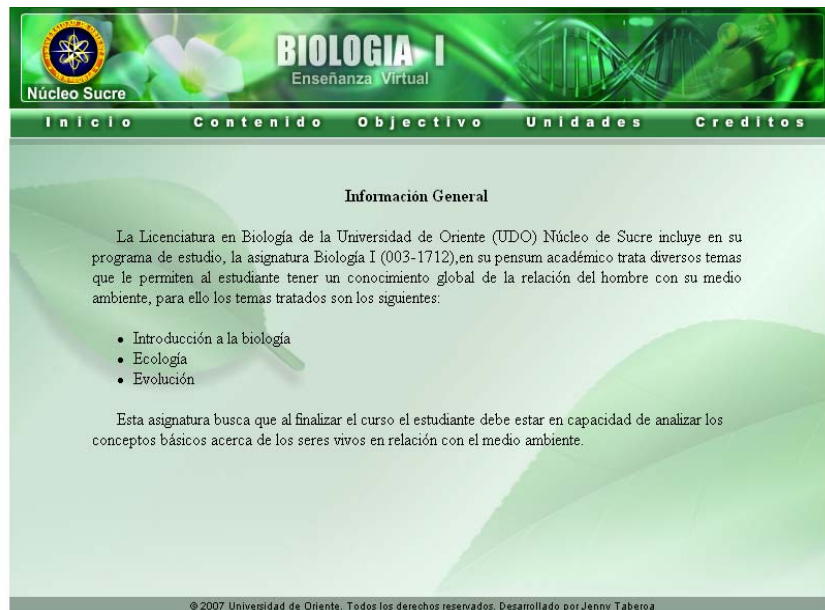 BIOLOGIA I
Enseñanza Virtual
Núcleo Sucre
Inicio Contenido Objectivo Unidades Creditos
Información General
La Licenciatura en Biología de la Universidad de Oriente (UDO) Núcleo de Sucre incluye en su
programa de estudio, la asignatura Biología I (003-1712),en su pensum académico trata diversos temas
que le permiten al estudiante tener un conocimiento global de la relación del hombre con su medio
ambiente, para ello los temas tratados son los siguientes:
• Introducción a la biología
• Ecología
• Evolución
Esta asignatura busca que al finalizar el curso el estudiante debe estar en capacidad de analizar los
conceptos básicos acerca de los seres vivos en relación con el medio ambiente.
© 2007 Universidad de Oriente. Todos los derechos reservados. Desarrollado por Jenny Taberoa